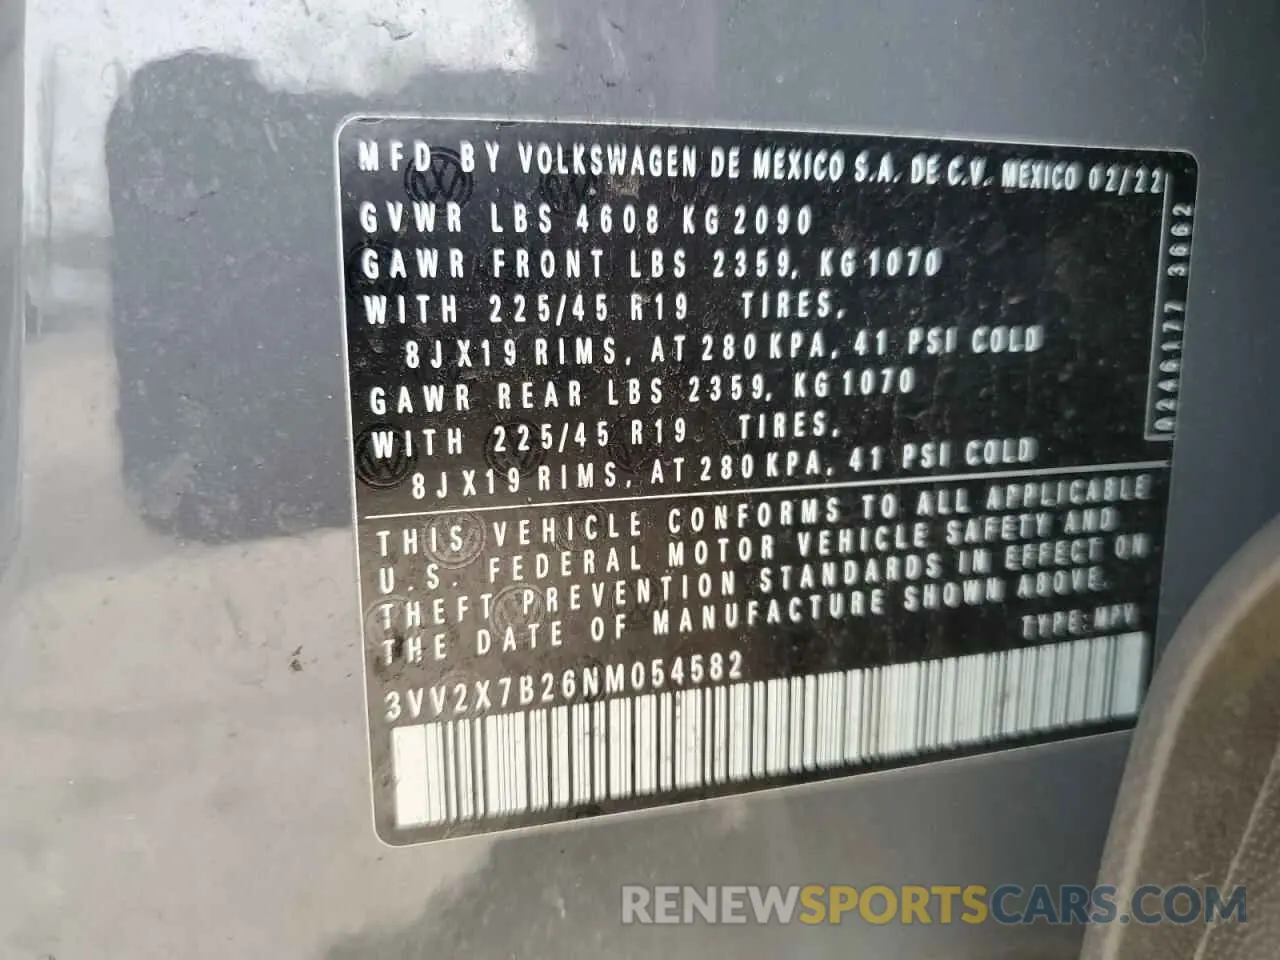 MFD BY VOLKSWAGEN DE MEXICO S.A. DE C.V. MEXICO 02/22
GVWR LBS 4608 KG 2090
GAWR FRONT LBS 2359, KG 1070
WITH 225/45 R19 TIRES,
8JX19 RIMS, AT 280 KPA, 41 PSI COLD
GAWR REAR LBS 2359, KG 1070
WITH 225/45 R19 TIRES,
8JX19 RIMS, AT 280 KPA, 41 PSI COLD
THIS VEHICLE CONFORMS TO ALL APPLICABLE
U.S. FEDERAL MOTOR VEHICLE SAFETY AND
THEFT PREVENTION STANDARDS IN EFFECT ON
THE DATE OF MANUFACTURE SHOWN ABOVE.
TYPE: MPV
3VV2X7B26NM054582
RENEWSPORTSCARS.COM